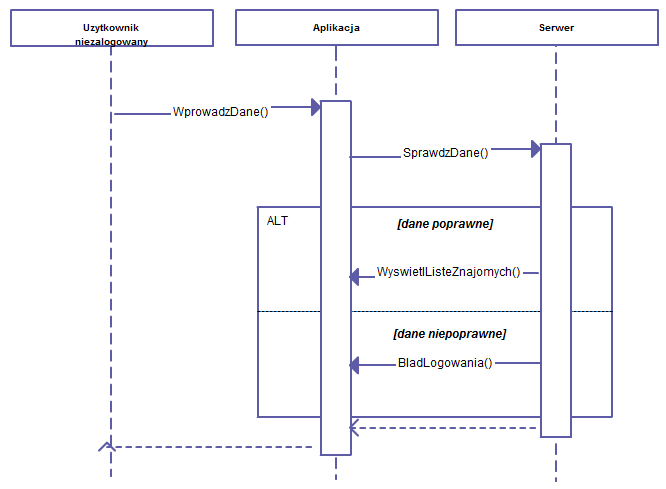 Uzytkownik
niezalogowany
Aplikacja
Serwer
WprowadzDane()
SprawdzDane()
ALT
[dane poprawne]
WyswietlListeZnajomych()
[dane niepoprawne]
BladLogowania()